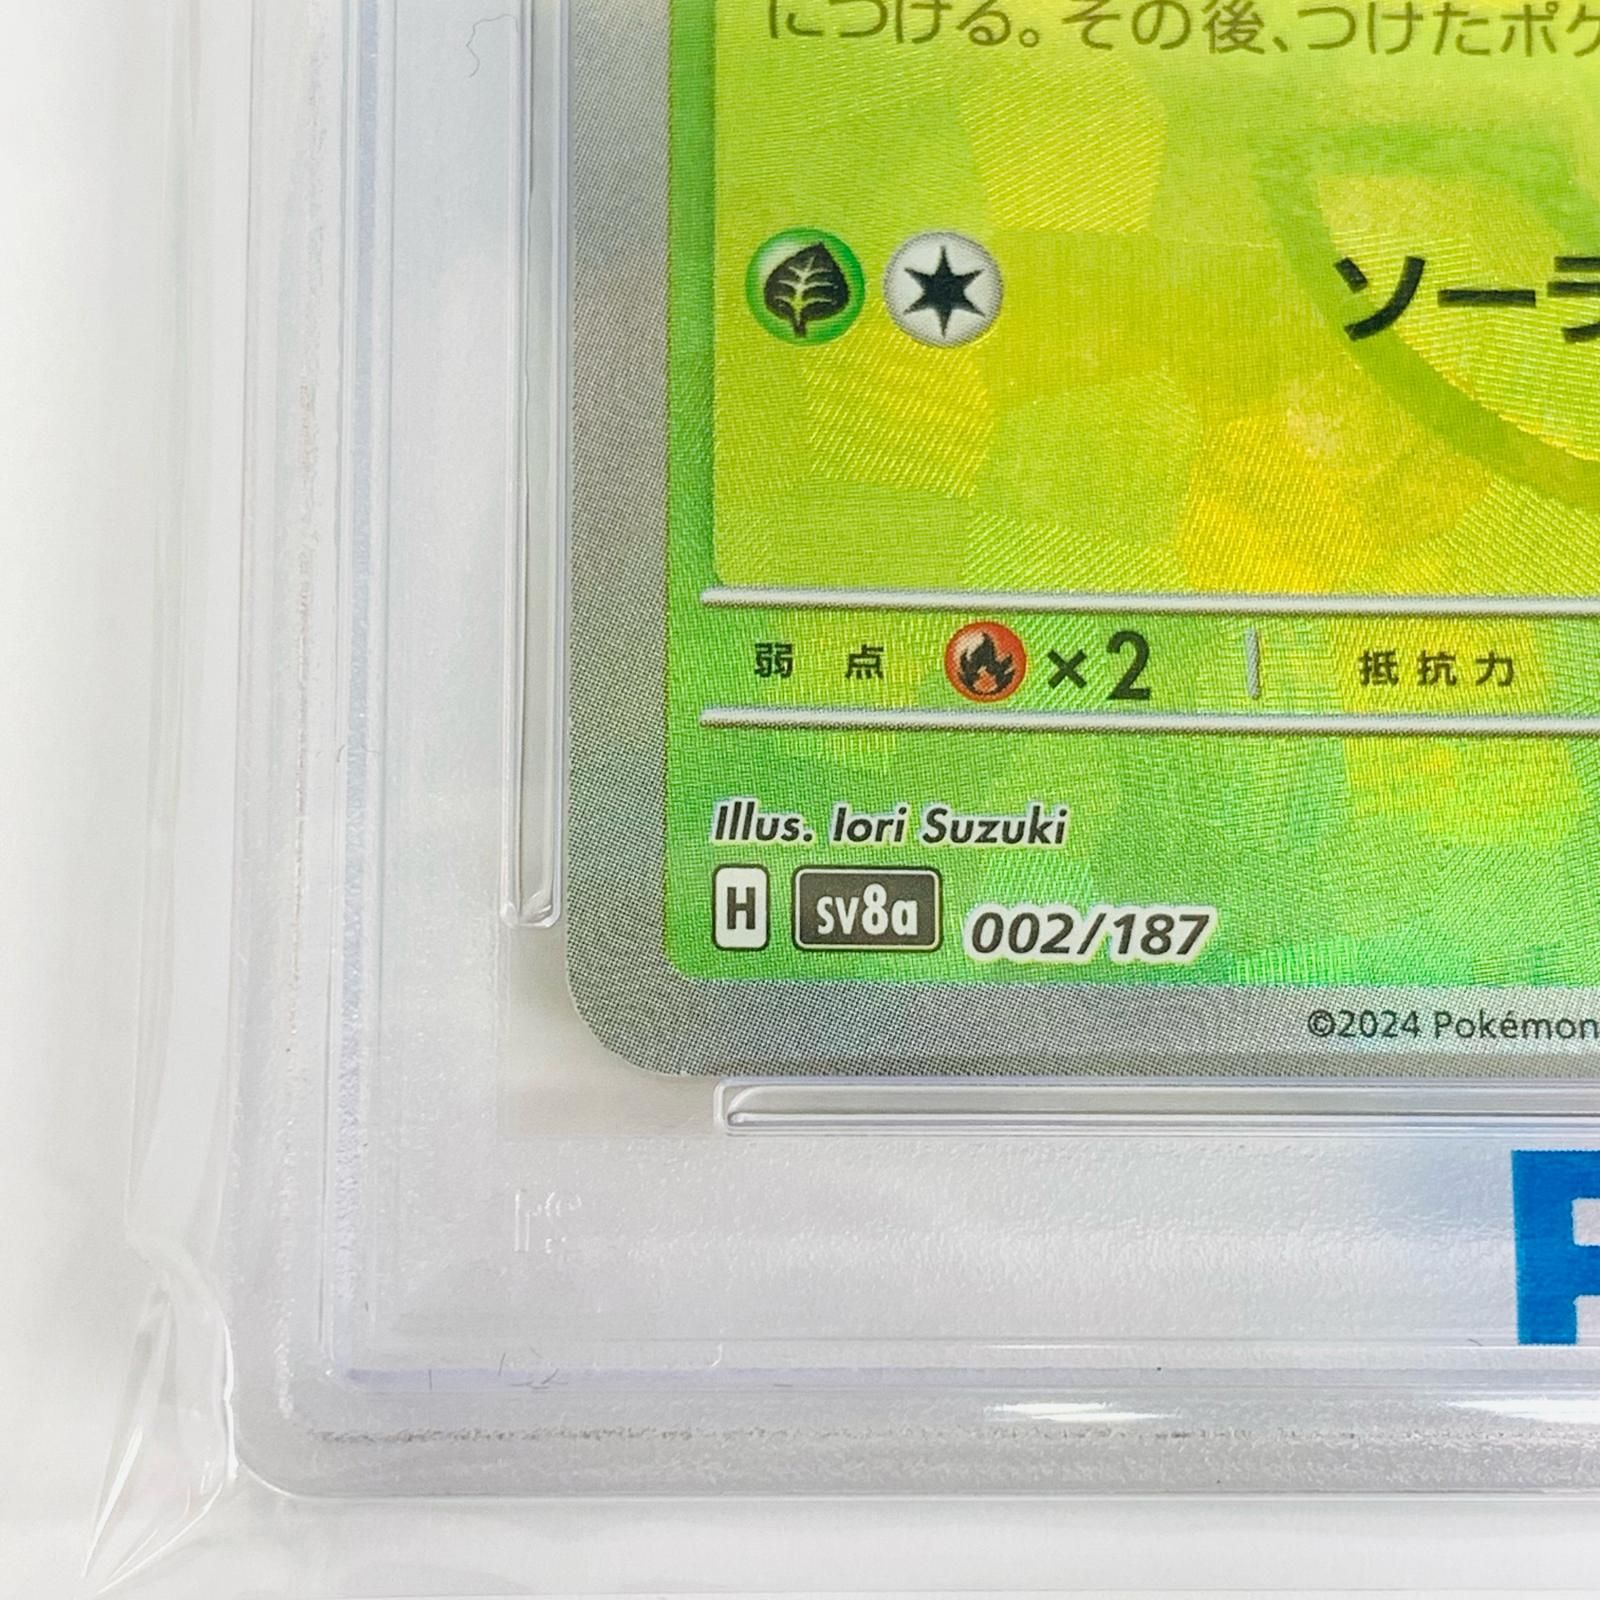 につける。その後、つけたポケ
ソーラ
弱点 ×2 抵抗力
Illus. Iori Suzuki
H sv8a 002/187
©2024 Pokémon